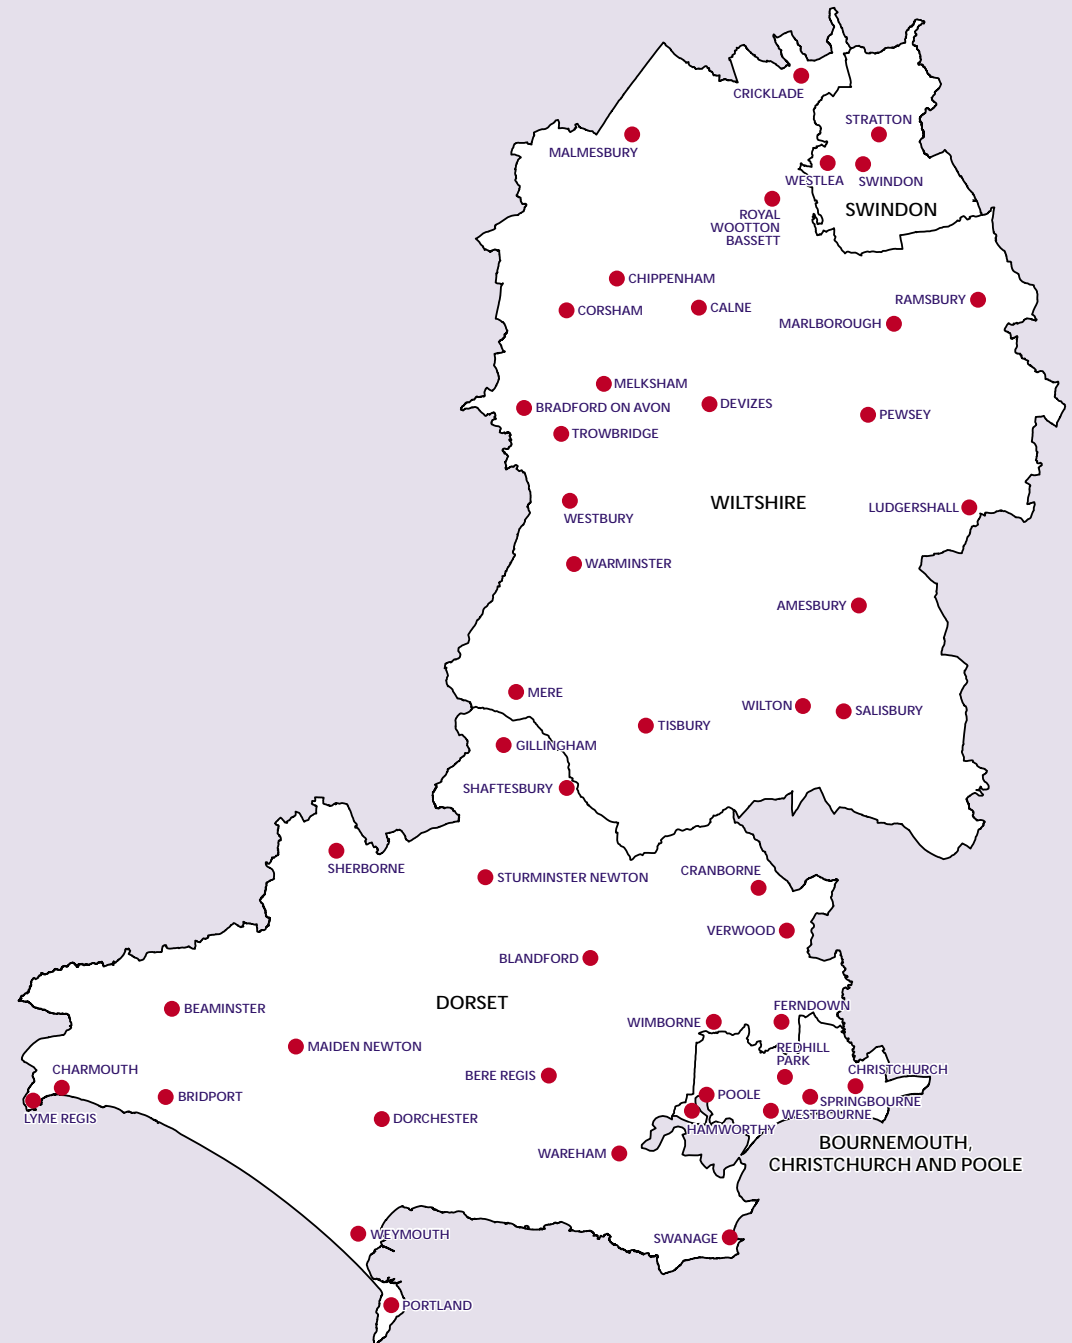 CRICKLADE
STRATTON
MALMESBURY
WESTLEA
SWINDON
SWINDON
ROYAL
WOOTTON
BASSETT
CHIPPENHAM
RAMSBURY
CORSHAM
CALNE
MARLBOROUGH
MELKSHAM
BRADFORD ON AVON
DEVIZES
PEWSEY
TROWBRIDGE
WILTSHIRE
LUDGERSHALL
WESTBURY
WARMINSTER
AMESBURY
MERE
WILTON
SALISBURY
TISBURY
GILLINGHAM
SHAFTESBURY
SHERBORNE
STURMINSTER NEWTON
CRANBORNE
VERWOOD
BLANDFORD
DORSET
BEAMINSTER
FERNDOWN
WIMBORNE
MAIDEN NEWTON
REDHILL
PARK
CHARMOUTH
BERE REGIS
CHRISTCHURCH
BRIDPORT
POOLE
SPRINGBOURNE
LYME REGIS
DORCHESTER
WESTBOURNE
HAMWORTHY
BOURNEMOUTH,
CHRISTCHURCH AND POOLE
WAREHAM
WEYMOUTH
SWANAGE
PORTLAND